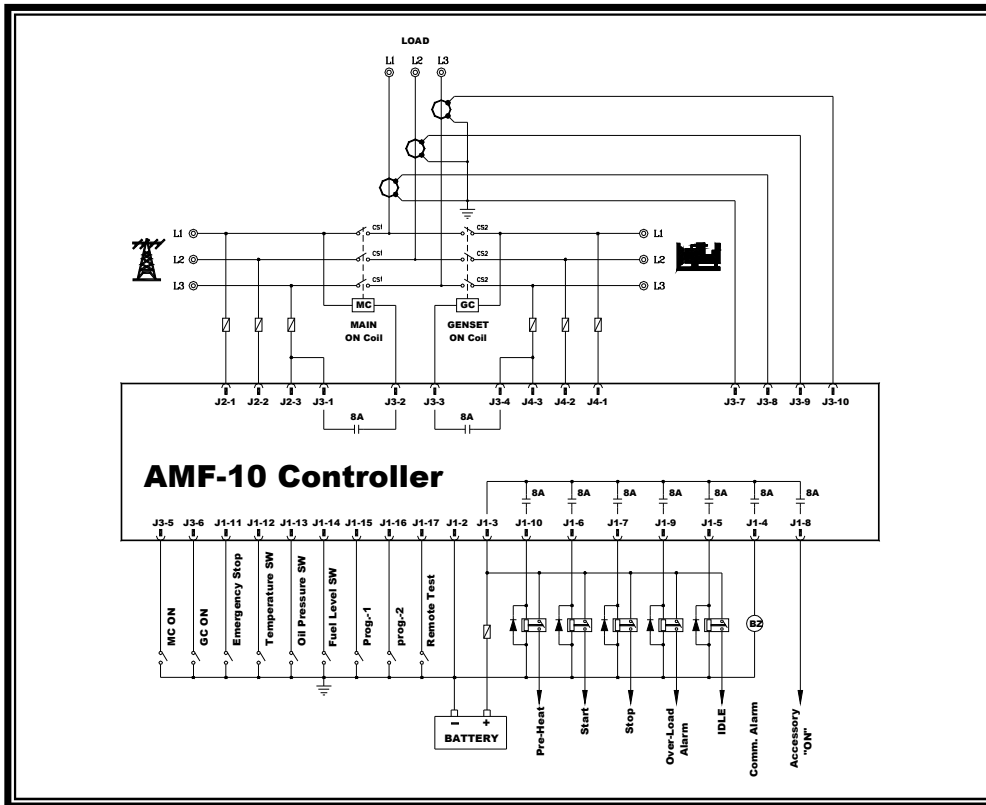 LOAD
L1 L2 L3
L1 CS1 CS2 L1
L2 CS1 CS2 L2
L3 CS1 CS2 L3
MC GC
MAIN
ON Coil
GENSET
ON Coil
J2-1 J2-2 J2-3 J3-1 J3-2 J3-3 J3-4 J4-3 J4-2 J4-1 J3-7 J3-8 J3-9 J3-10
8A 8A
AMF-10 Controller
8A 8A 8A 8A 8A 8A 8A
J3-5 J3-6 J1-11 J1-12 J1-13 J1-14 J1-15 J1-16 J1-17 J1-2 J1-3 J1-10 J1-6 J1-7 J1-9 J1-5 J1-4 J1-8
MC ON
GC ON
Emergency Stop
Temperature SW
Oil Pressure SW
Fuel Level SW
Prog.-1
prog.-2
Remote Test
BZ
– +
BATTERY
Pre-Heat
Start
Stop
Over-Load
Alarm
IDLE
Comm. Alarm
Accessory
"ON"